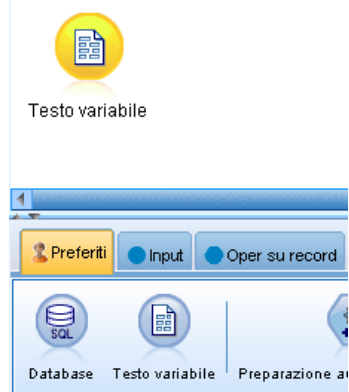 Testo variabile
Preferiti Input Oper su record
SQL
Database Testo variabile Preparazione